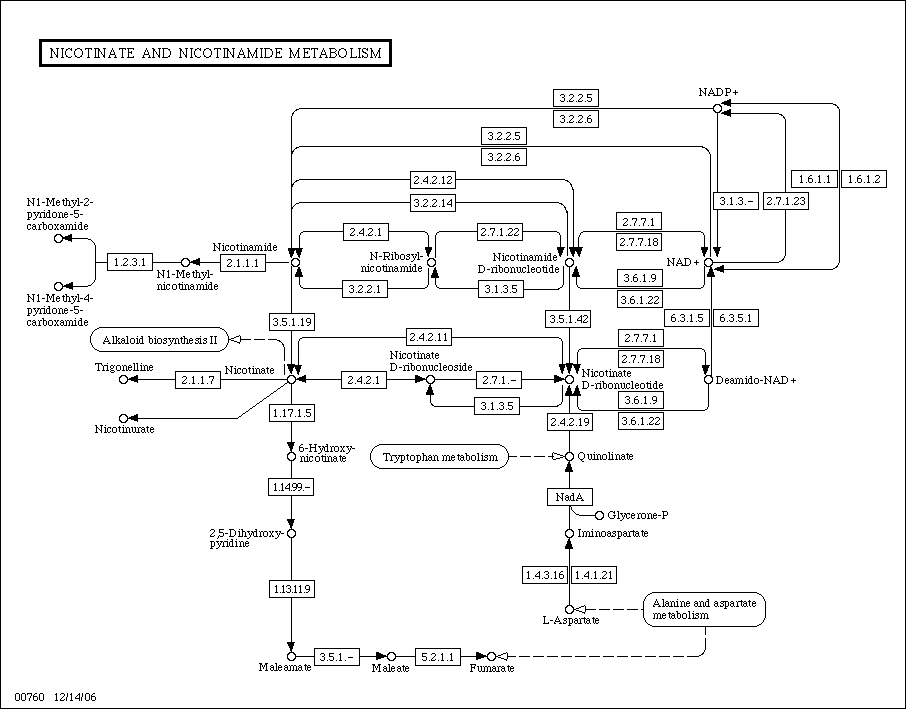 NICOTINATE AND NICOTINAMIDE METABOLISM
NADP+
3.2.2.5
3.2.2.6
3.2.2.5
3.2.2.6
2.4.2.12
1.6.1.1
1.6.1.2
3.2.2.14
3.1.3.-
2.7.1.23
N1-Methyl-2-
pyridone-5-
carboxamide
2.4.2.1
2.7.1.22
2.7.7.1
2.7.7.18
Nicotinamide
1.2.3.1
2.1.1.1
N1-Methyl-
nicotinamide
N-Ribosyl-
nicotinamide
Nicotinamide
D-ribonucleotide
NAD+
3.2.2.1
3.1.3.5
3.6.1.9
3.6.1.22
N1-Methyl-4-
pyridone-5-
carboxamide
3.5.1.19
3.5.1.42
6.3.1.5
6.3.5.1
Alkaloid biosynthesis II
2.4.2.11
2.7.7.1
2.7.7.18
Trigonelline
2.1.1.7
Nicotinate
2.4.2.1
Nicotinate
D-ribonucleoside
2.7.1.-
Nicotinate
D-ribonucleotide
Deamido-NAD+
3.1.3.5
3.6.1.9
3.6.1.22
Nicotinurate
1.17.1.5
2.4.2.19
6-Hydroxy-
nicotinate
Tryptophan metabolism
Quinolinate
1.14.99.-
NadA
Glycerone-P
2,5-Dihydroxy-
pyridine
Iminoaspartate
1.13.11.9
1.4.3.16
1.4.1.21
L-Aspartate
Alanine and aspartate
metabolism
Maleamate
3.5.1.-
Maleate
5.2.1.1
Fumarate
00760 12/14/06